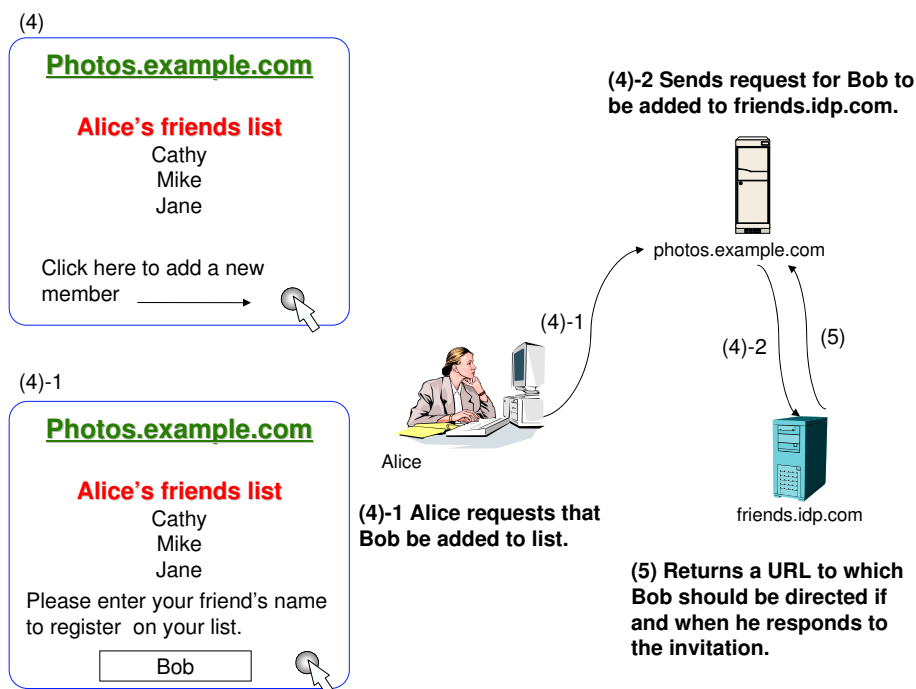 (4)
Photos.example.com
Alice's friends list
Cathy
Mike
Jane
Click here to add a new
member
(4)-1
Photos.example.com
Alice's friends list
Cathy
Mike
Jane
Please enter your friend's name
to register on your list.
Bob
(4)-2 Sends request for Bob to
be added to friends.idp.com.
photos.example.com
(4)-1
(4)-2
(5)
Alice
friends.idp.com
(4)-1 Alice requests that
Bob be added to list.
(5) Returns a URL to which
Bob should be directed if
and when he responds to
the invitation.